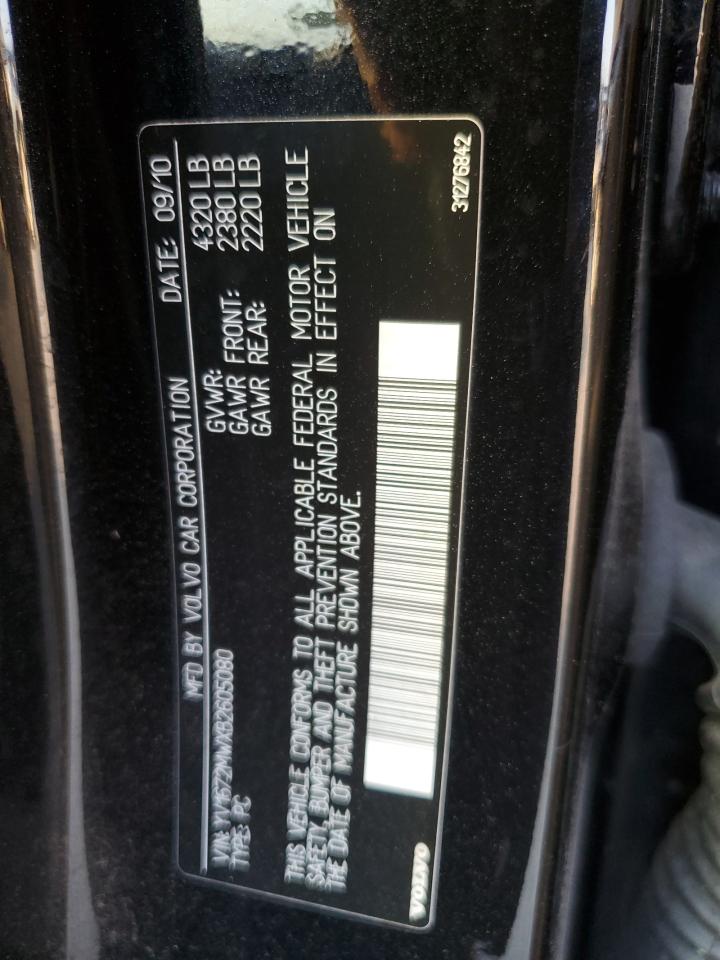 MFD BY VOLVO CAR CORPORATION DATE: 09/10
VIN: YV1672MWXB2605080
TYPE: PC
GVWR: 4320 LB
GAWR FRONT: 2380 LB
GAWR REAR: 2220 LB
THIS VEHICLE CONFORMS TO ALL APPLICABLE FEDERAL MOTOR VEHICLE
SAFETY, BUMPER AND THEFT PREVENTION STANDARDS IN EFFECT ON
THE DATE OF MANUFACTURE SHOWN ABOVE.
VOLVO 31276842